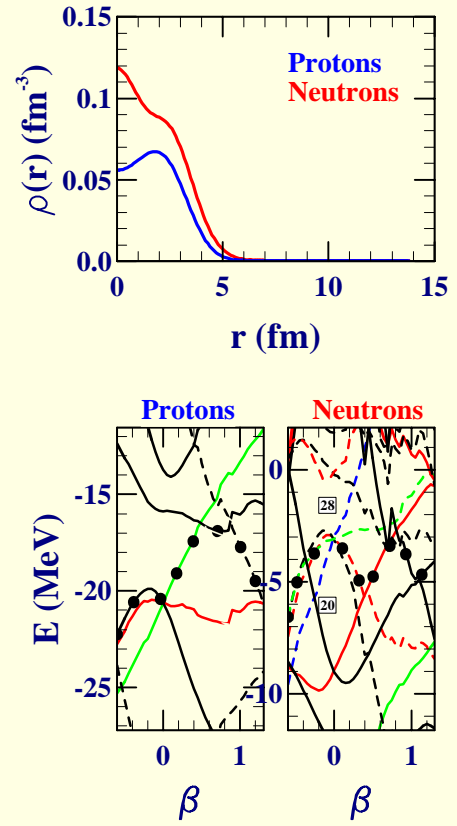 0.15
0.10
0.05
0.0
ρ(r) (fm⁻³)
Protons
Neutrons
0 5 10 15
r (fm)
Protons Neutrons
E (MeV)
-15
-20
-25
0
-5
-10
28
20
0 1 0 1
β β